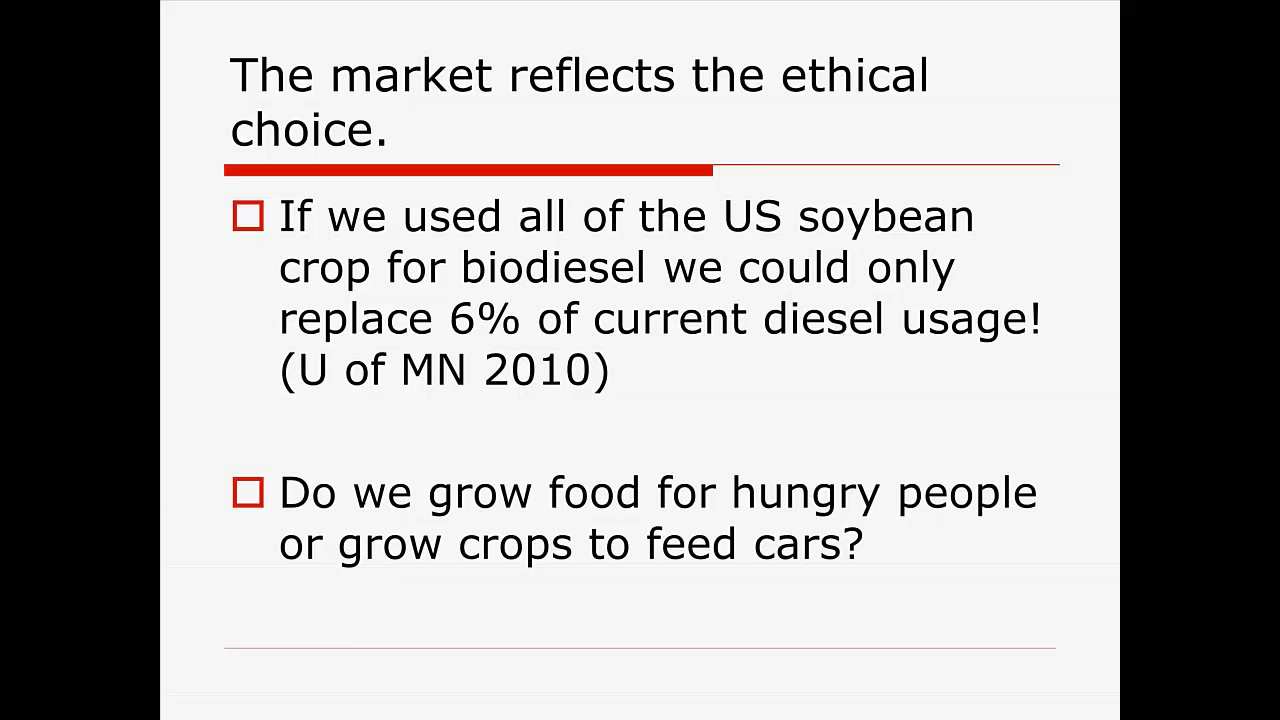 The market reflects the ethical
choice.
If we used all of the US soybean
crop for biodiesel we could only
replace 6% of current diesel usage!
(U of MN 2010)
Do we grow food for hungry people
or grow crops to feed cars?